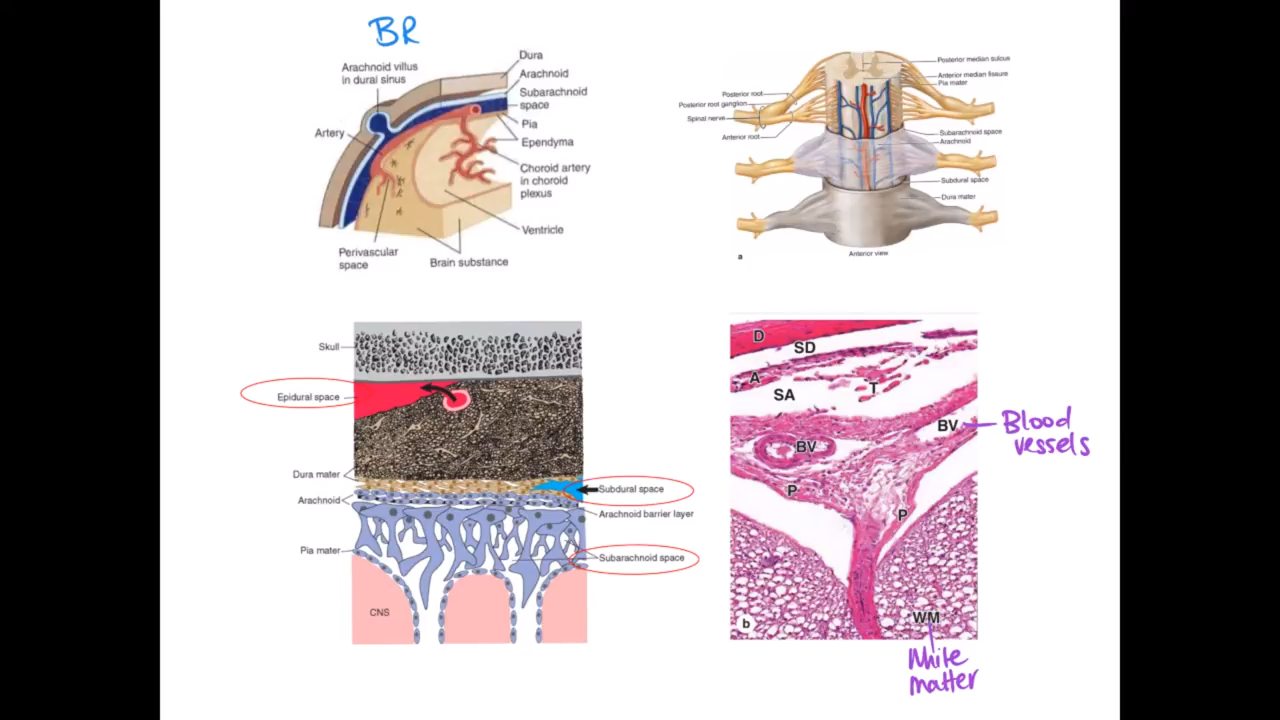 BR
Arachnoid villus
in dural sinus
Artery
Perivascular
space
Dura
Arachnoid
Subarachnoid
space
Pia
Ependyma
Choroid artery
in choroid
plexus
Ventricle
Brain substance
Posterior root
Posterior root ganglion
Spinal nerve
Anterior root
Posterior median sulcus
Anterior median fissure
Pia mater
Subarachnoid space
Arachnoid
Subdural space
Dura mater
a
Anterior view
Skull
Epidural space
Dura mater
Arachnoid
Pia mater
CNS
Subdural space
Arachnoid barrier layer
Subarachnoid space
D
SD
A
T
SA
BV
BV
P
P
WM
b
Blood
vessels
White
matter